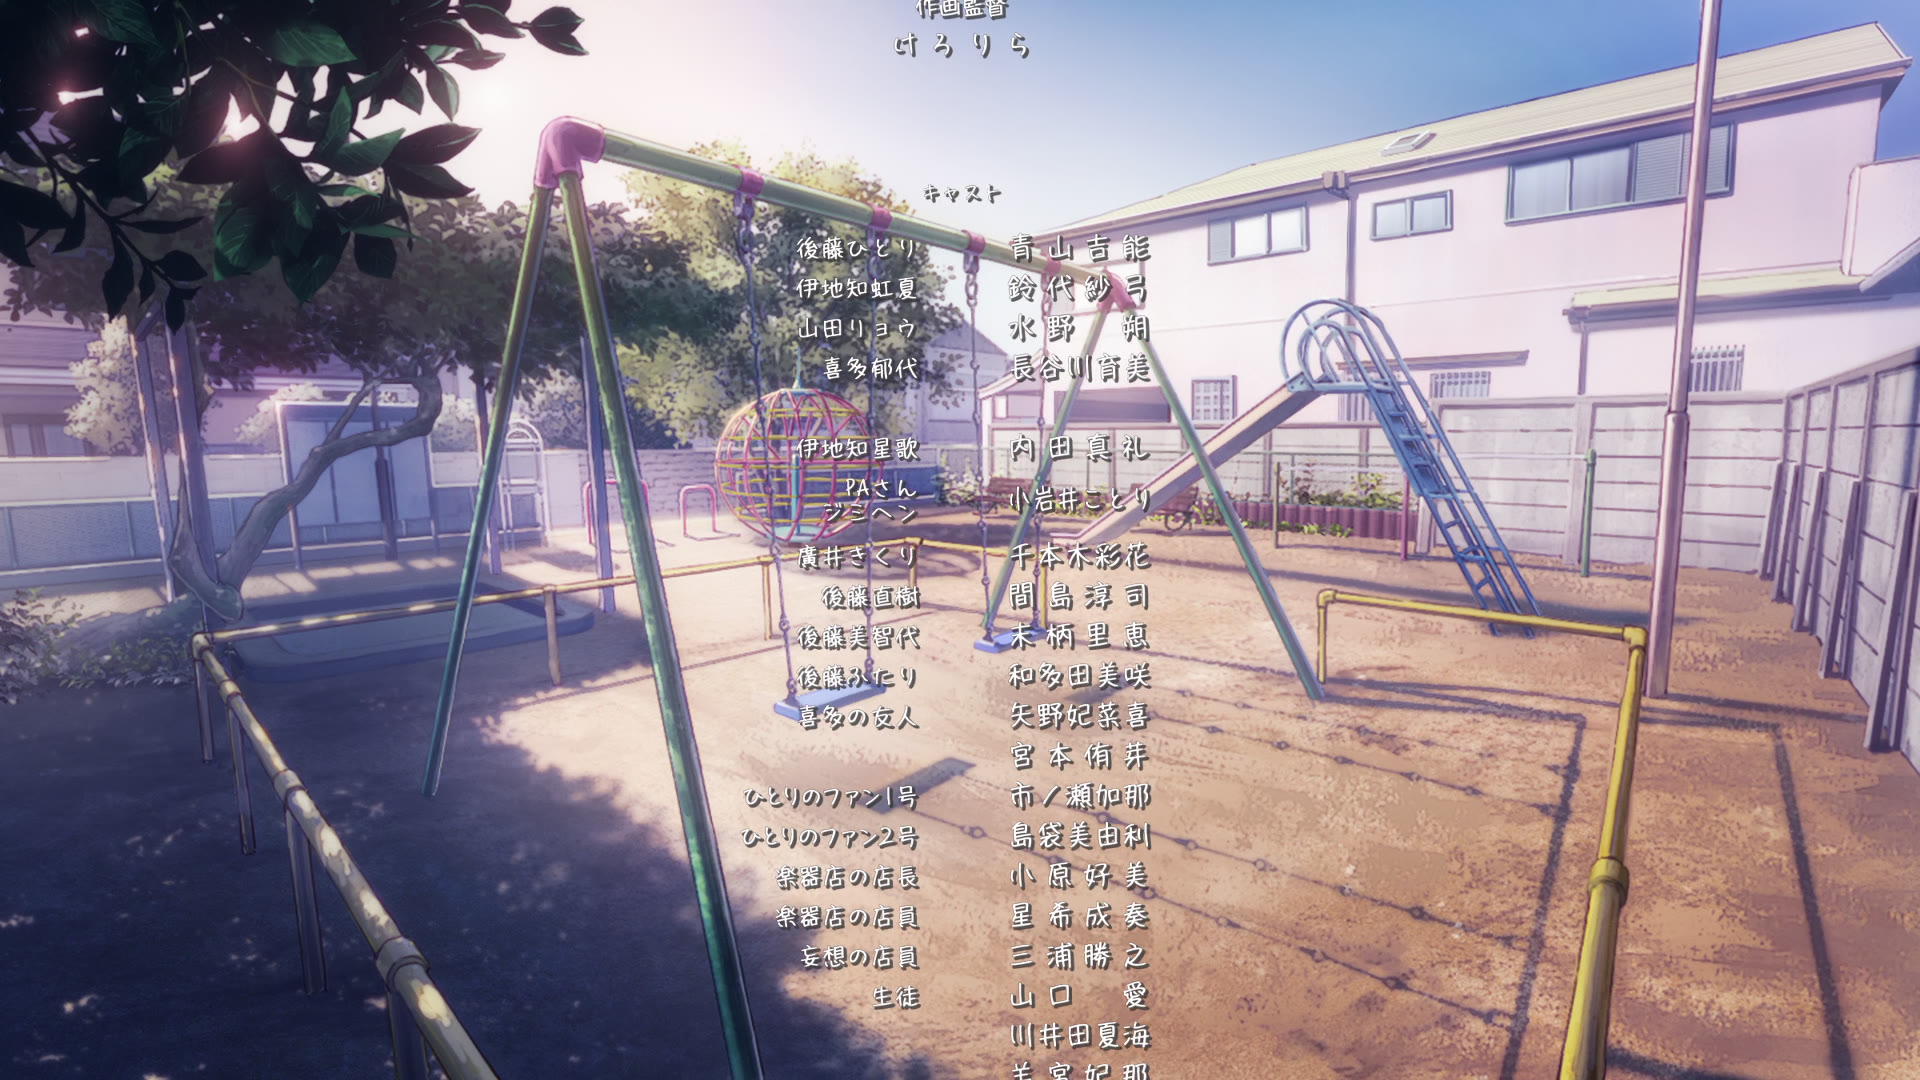 作画監督
けろりら
キャスト
後藤ひとり 青山吉能
伊地知虹夏 鈴代紗弓
山田リョウ 水野 朔
喜多郁代 長谷川育美
伊地知星歌 内田真礼
PAさん
ジミヘン 小岩井ことり
廣井きくり 千本木彩花
後藤直樹 間島淳司
後藤美智代 末柄里恵
後藤ふたり 和多田美咲
喜多の友人 矢野妃菜喜
宮本侑芽
ひとりのファン1号 市ノ瀬加那
ひとりのファン2号 島袋美由利
楽器店の店長 小原好美
楽器店の店員 星希成奏
妄想の店員 三浦勝之
生徒 山口 愛
川井田夏海
羊宮妃那